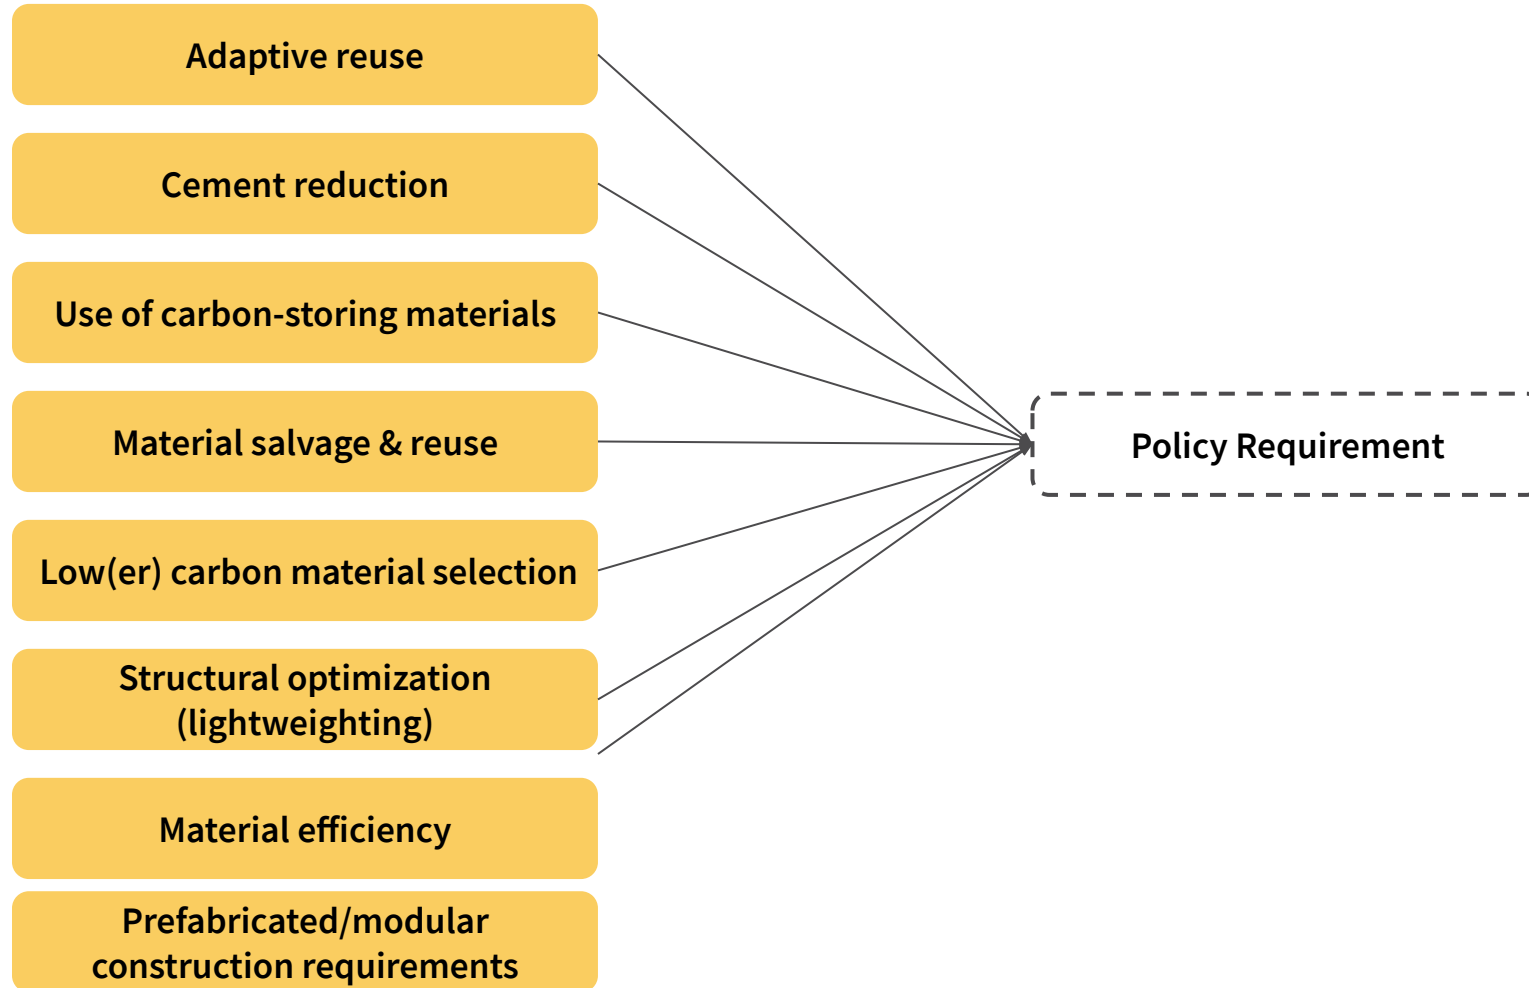 Adaptive reuse
Cement reduction
Use of carbon-storing materials
Material salvage & reuse
Low(er) carbon material selection
Structural optimization
(lightweighting)
Material efficiency
Prefabricated/modular
construction requirements
Policy Requirement